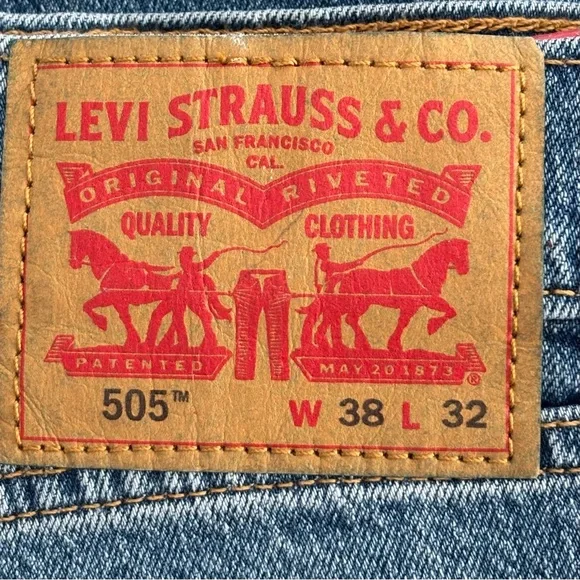 LEVI STRAUSS & CO.
SAN FRANCISCO
CAL.
ORIGINAL RIVETED
QUALITY CLOTHING
PATENTED MAY 20 1873 ®
505™ W 38 L 32